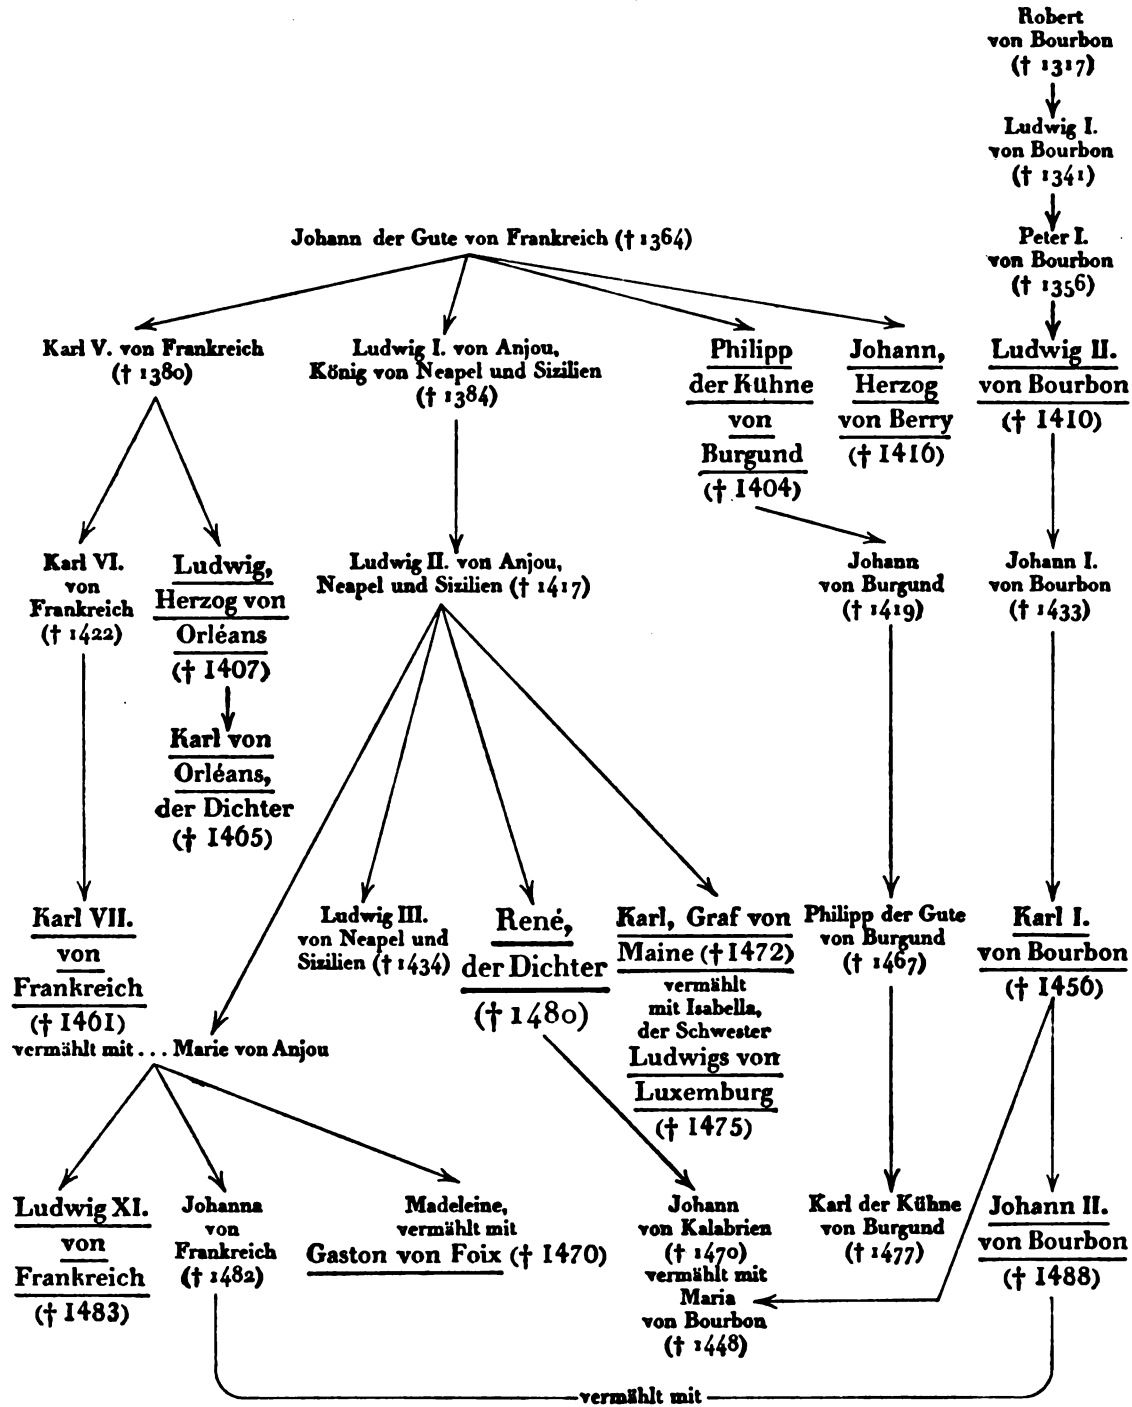 Robert
von Bourbon
(† 1317)
Ludwig I.
von Bourbon
(† 1341)
Johann der Gute von Frankreich († 1364)
Peter I.
von Bourbon
(† 1356)
Karl V. von Frankreich
(† 1380)
Ludwig I. von Anjou,
König von Neapel und Sizilien
(† 1384)
Philipp
der Kühne
von
Burgund
(† 1404)
Johann,
Herzog
von Berry
(† 1416)
Ludwig II.
von Bourbon
(† 1410)
Karl VI.
von
Frankreich
(† 1422)
Ludwig,
Herzog von
Orléans
(† 1407)
Ludwig II. von Anjou,
Neapel und Sizilien († 1417)
Johann
von Burgund
(† 1419)
Johann I.
von Bourbon
(† 1433)
Karl von
Orléans,
der Dichter
(† 1465)
Karl VII.
von
Frankreich
(† 1461)
vermählt mit . . . Marie von Anjou
Ludwig III.
von Neapel und
Sizilien († 1434)
René,
der Dichter
(† 1480)
Karl, Graf von
Maine († 1472)
vermählt
mit Isabella,
der Schwester
Ludwigs von
Luxemburg
(† 1475)
Philipp der Gute
von Burgund
(† 1467)
Karl I.
von Bourbon
(† 1456)
Ludwig XI.
von
Frankreich
(† 1483)
Johanna
von
Frankreich
(† 1482)
Madeleine,
vermählt mit
Gaston von Foix († 1470)
Johann
von Kalabrien
(† 1470)
vermählt mit
Maria
von Bourbon
(† 1448)
Karl der Kühne
von Burgund
(† 1477)
Johann II.
von Bourbon
(† 1488)
vermählt mit